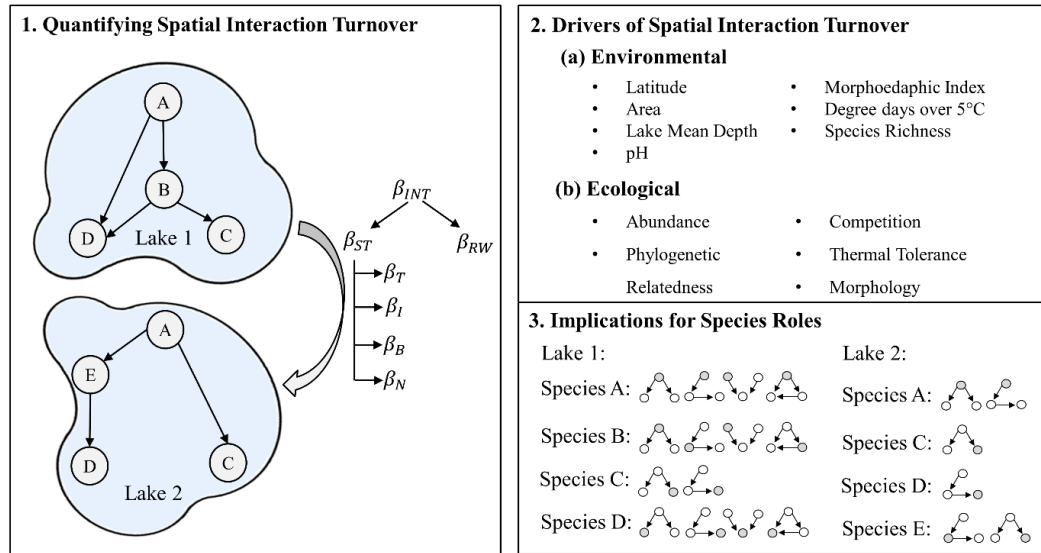 1. Quantifying Spatial Interaction Turnover
A
B
D
Lake 1
C
A
E
D
C
Lake 2
β_INT
β_ST
β_RW
β_T
β_I
β_B
β_N
2. Drivers of Spatial Interaction Turnover
(a) Environmental
• Latitude
• Area
• Lake Mean Depth
• pH
• Morphoedaphic Index
• Degree days over 5°C
• Species Richness
(b) Ecological
• Abundance
• Phylogenetic
Relatedness
• Competition
• Thermal Tolerance
• Morphology
3. Implications for Species Roles
Lake 1:
Species A:
Species B:
Species C:
Species D:
Lake 2:
Species A:
Species C:
Species D:
Species E: